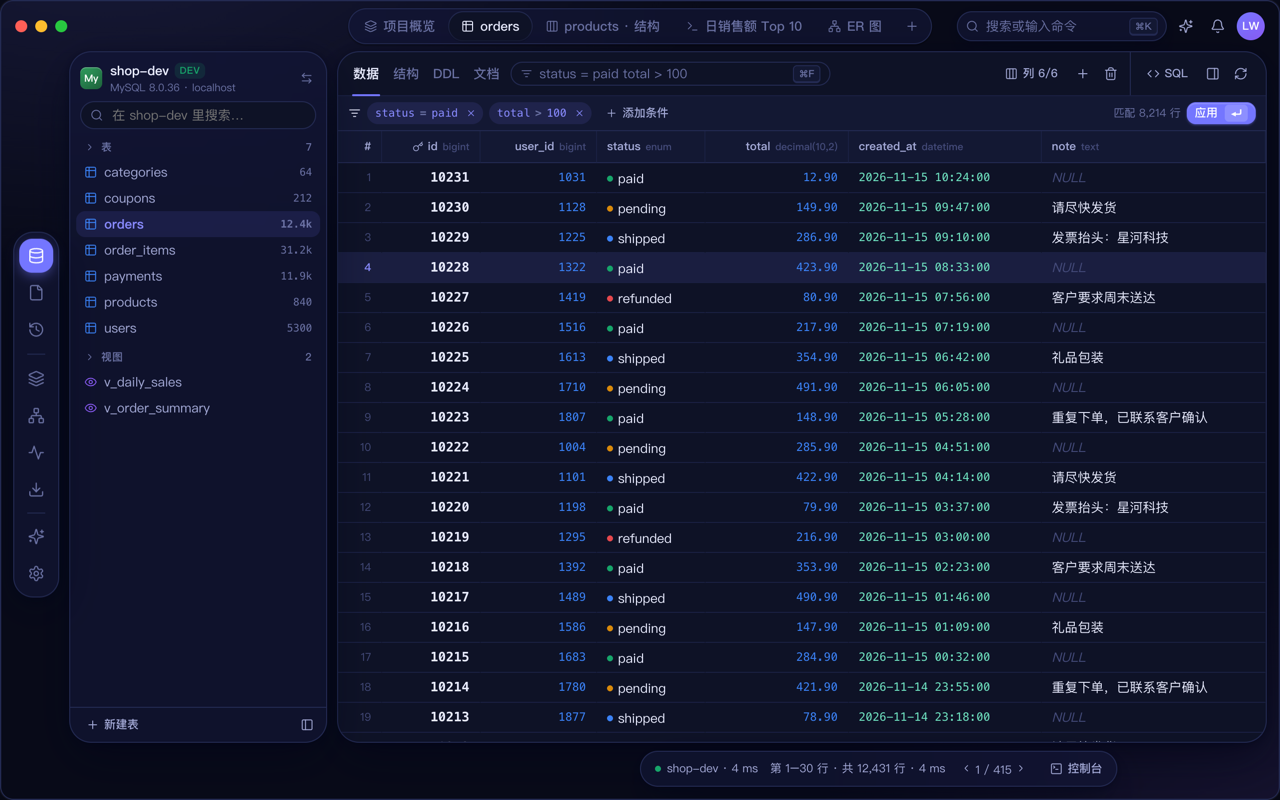 项目概览
orders
products · 结构
日销售额 Top 10
ER 图
搜索或输入命令
⌘K
LW
My
shop-dev DEV
MySQL 8.0.36 · localhost
在 shop-dev 里搜索…
表 7
categories 64
coupons 212
orders 12.4k
order_items 31.2k
payments 11.9k
products 840
users 5300
视图 2
v_daily_sales
v_order_summary
新建表
数据 结构 DDL 文档
status = paid total > 100 ⌘F
列 6/6
SQL
status = paid × total > 100 ×
+ 添加条件
匹配 8,214 行
应用
# id bigint user_id bigint status enum total decimal(10,2) created_at datetime note text
1 10231 1031 paid 12.90 2026-11-15 10:24:00 NULL
2 10230 1128 pending 149.90 2026-11-15 09:47:00 请尽快发货
3 10229 1225 shipped 286.90 2026-11-15 09:10:00 发票抬头：星河科技
4 10228 1322 paid 423.90 2026-11-15 08:33:00 NULL
5 10227 1419 refunded 80.90 2026-11-15 07:56:00 客户要求周末送达
6 10226 1516 paid 217.90 2026-11-15 07:19:00 NULL
7 10225 1613 shipped 354.90 2026-11-15 06:42:00 礼品包装
8 10224 1710 pending 491.90 2026-11-15 06:05:00 NULL
9 10223 1807 paid 148.90 2026-11-15 05:28:00 重复下单，已联系客户确认
10 10222 1004 pending 285.90 2026-11-15 04:51:00 NULL
11 10221 1101 shipped 422.90 2026-11-15 04:14:00 请尽快发货
12 10220 1198 paid 79.90 2026-11-15 03:37:00 发票抬头：星河科技
13 10219 1295 refunded 216.90 2026-11-15 03:00:00 NULL
14 10218 1392 paid 353.90 2026-11-15 02:23:00 客户要求周末送达
15 10217 1489 shipped 490.90 2026-11-15 01:46:00 NULL
16 10216 1586 pending 147.90 2026-11-15 01:09:00 礼品包装
17 10215 1683 paid 284.90 2026-11-15 00:32:00 NULL
18 10214 1780 pending 421.90 2026-11-14 23:55:00 重复下单，已联系客户确认
19 10213 1877 shipped 78.90 2026-11-14 23:18:00 NULL
shop-dev · 4 ms 第 1–30 行 · 共 12,431 行 · 4 ms 1 / 415 控制台